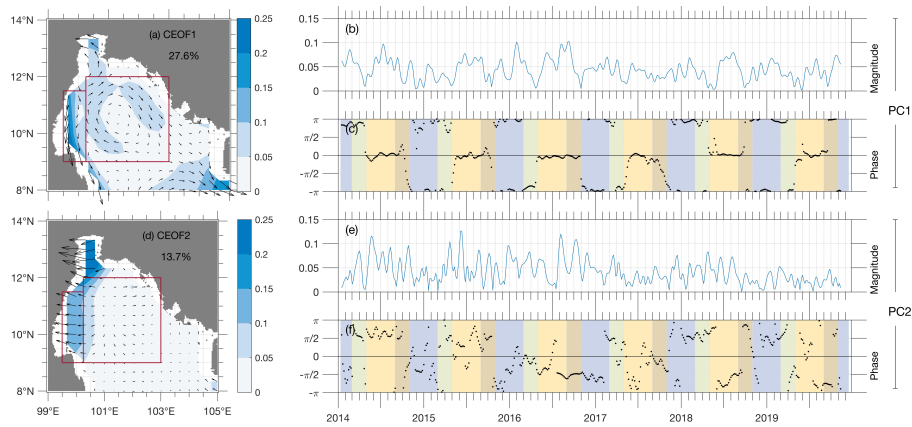 14°N
12°N
10°N
8°N
(a) CEOF1
27.6%
0.25
0.2
0.15
0.1
0.05
0
(b)
0.15
0.1
0.05
0
Magnitude
(c)
π
π/2
0
-π/2
-π
Phase
PC1
14°N
12°N
10°N
8°N
(d) CEOF2
13.7%
0.25
0.2
0.15
0.1
0.05
0
99°E
101°E
103°E
105°E
(e)
0.15
0.1
0.05
0
Magnitude
(f)
π
π/2
0
-π/2
-π
Phase
PC2
2014
2015
2016
2017
2018
2019